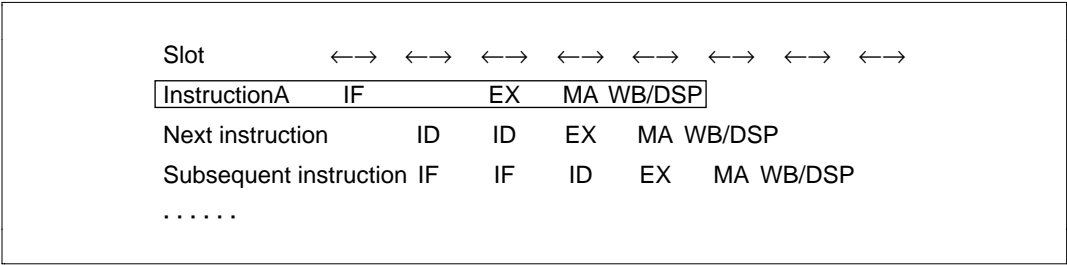 Slot ←→ ←→ ←→ ←→ ←→ ←→ ←→ ←→
InstructionA IF EX MA WB/DSP
Next instruction ID ID EX MA WB/DSP
Subsequent instruction IF IF ID EX MA WB/DSP
. . . . . .